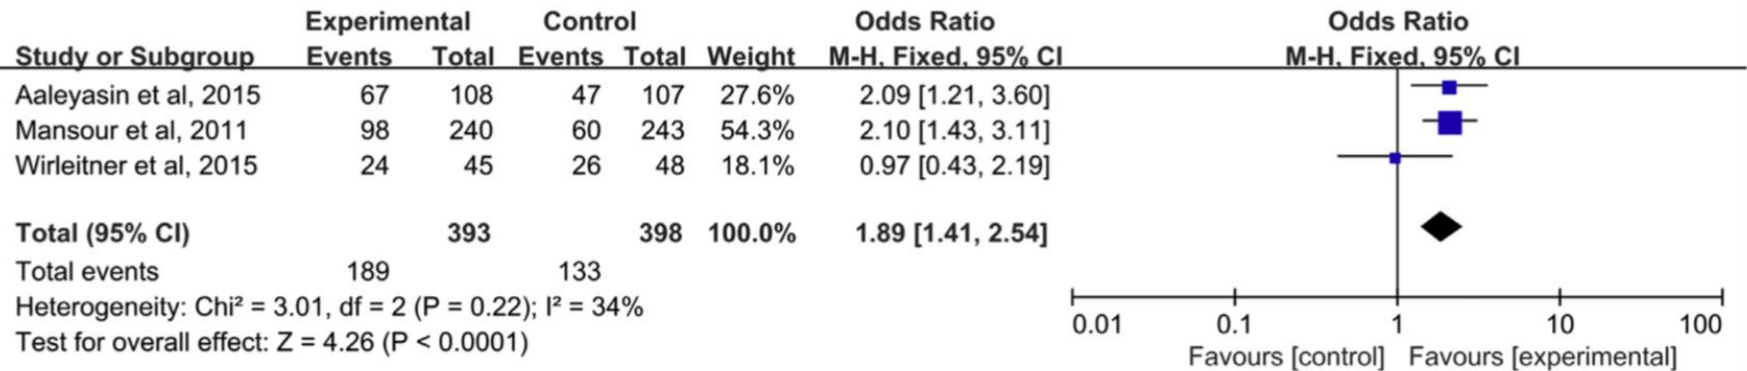 Experimental Control Odds Ratio Odds Ratio
Study or Subgroup Events Total Events Total Weight M-H, Fixed, 95% CI M-H, Fixed, 95% CI
Aaleyasin et al, 2015 67 108 47 107 27.6% 2.09 [1.21, 3.60]
Mansour et al, 2011 98 240 60 243 54.3% 2.10 [1.43, 3.11]
Wirleitner et al, 2015 24 45 26 48 18.1% 0.97 [0.43, 2.19]
Total (95% CI) 393 398 100.0% 1.89 [1.41, 2.54]
Total events 189 133
Heterogeneity: Chi² = 3.01, df = 2 (P = 0.22); I² = 34%
Test for overall effect: Z = 4.26 (P < 0.0001)
0.01 0.1 1 10 100
Favours [control] Favours [experimental]